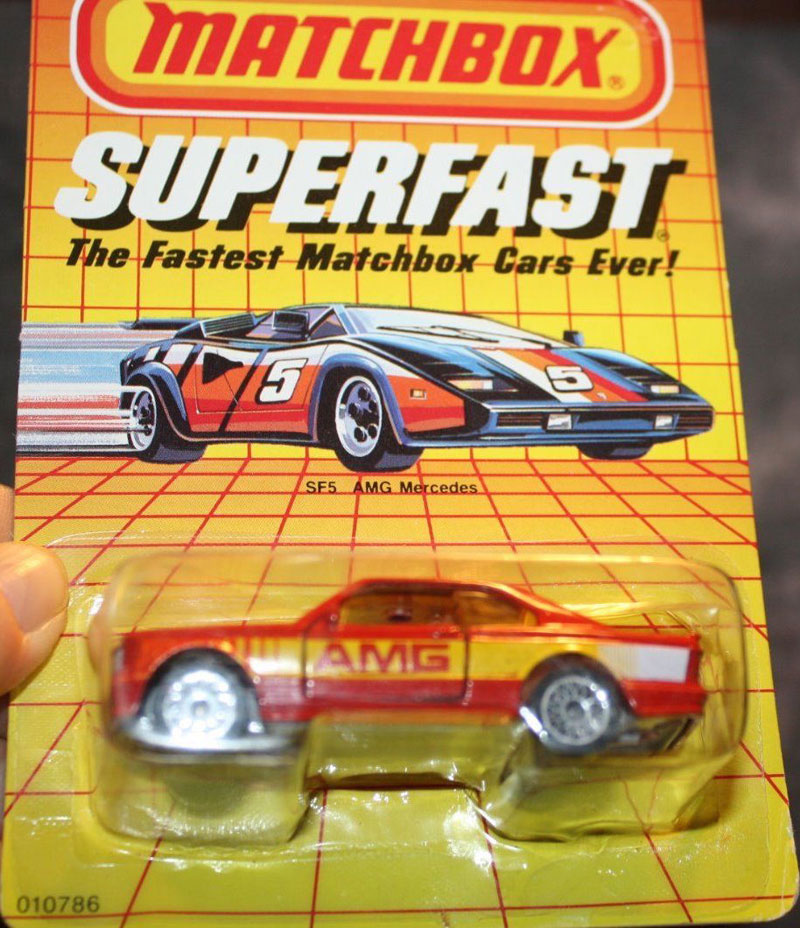 MATCHBOX®
SUPERFAST®
The Fastest Matchbox Cars Ever!
5
5
SF5 AMG Mercedes
AMG
010786